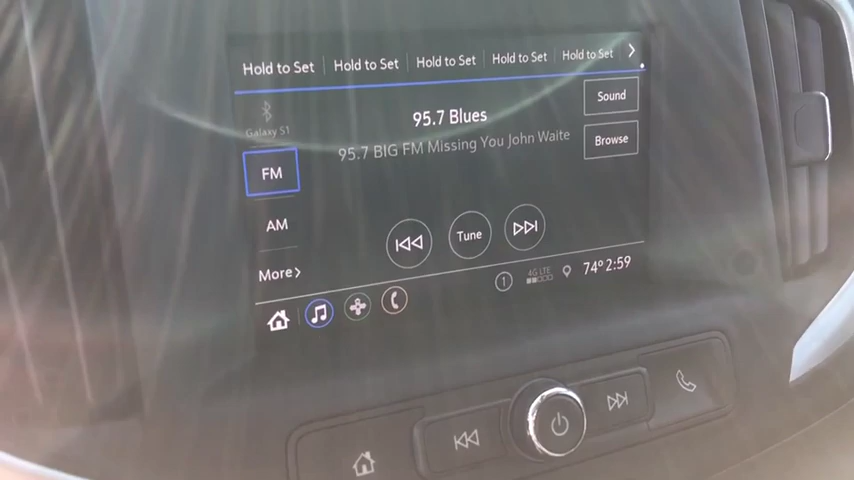 Hold to Set Hold to Set Hold to Set Hold to Set Hold to Set
Galaxy S1
95.7 Blues
Sound
95.7 BIG FM Missing You John Waite
Browse
FM
AM
Tune
More
1 4G LTE 74° 2:59